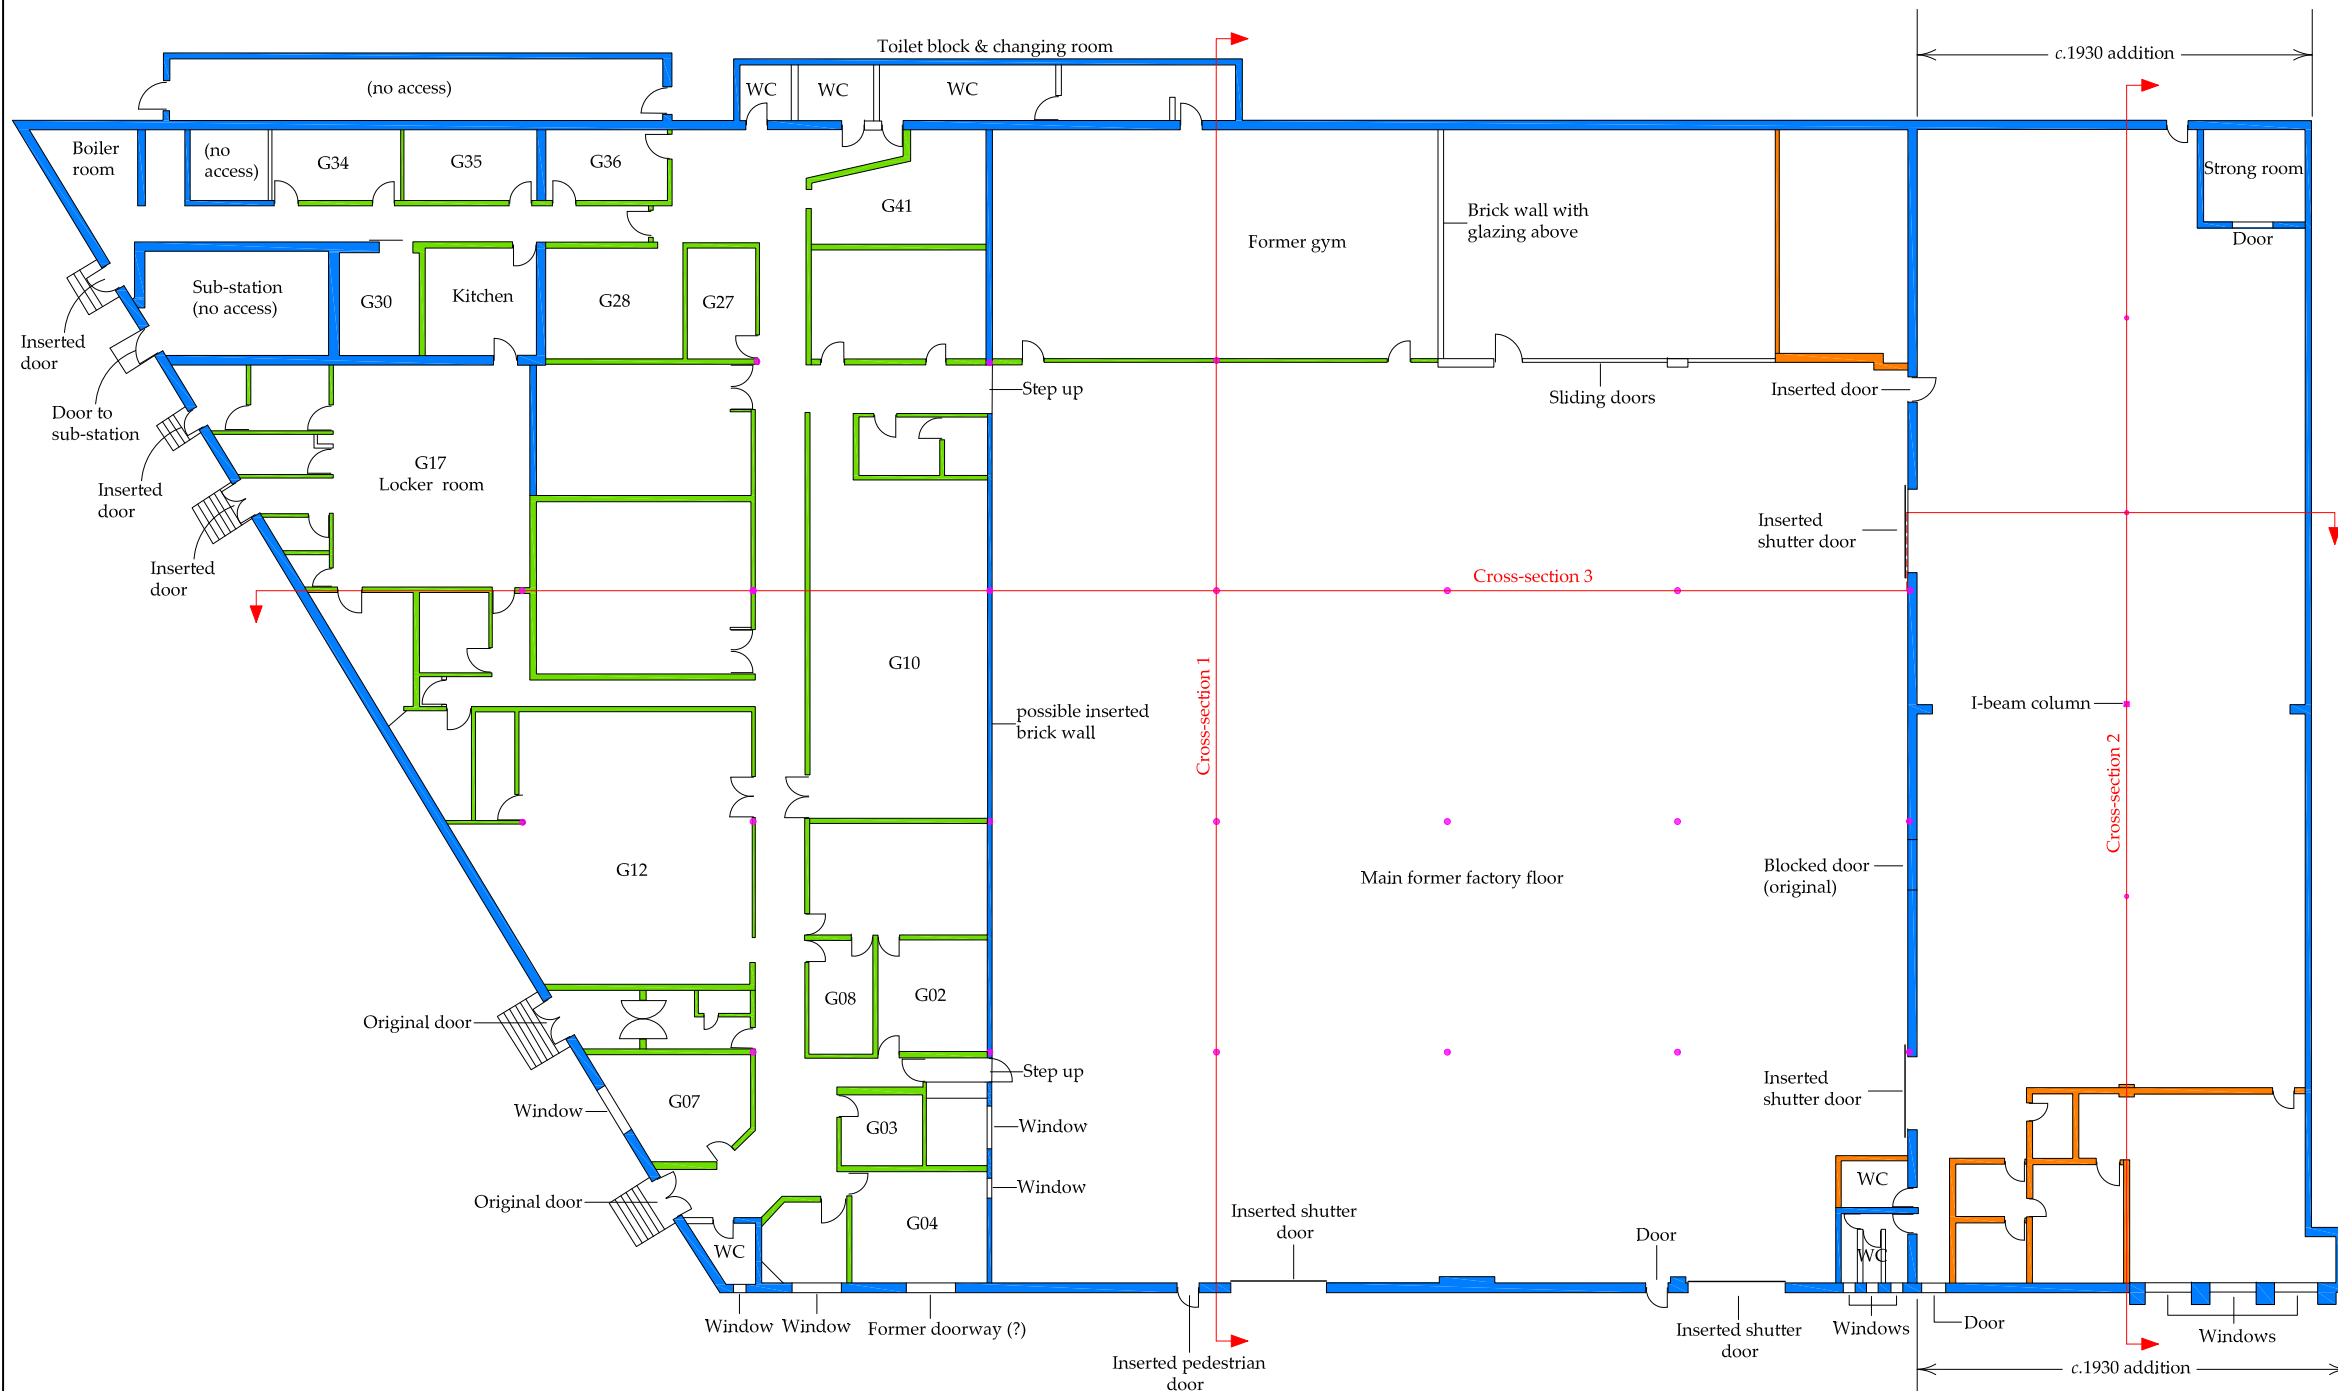 Toilet block & changing room
c.1930 addition
(no access)
WC
WC
WC
Boiler
room
(no
access)
G34
G35
G36
G41
Strong room
Door
Former gym
Brick wall with
glazing above
Sub-station
(no access)
G30
Kitchen
G28
G27
Inserted
door
Door to
sub-station
Inserted
door
Inserted
door
Step up
Sliding doors
Inserted door
G17
Locker room
Inserted
shutter door
Cross-section 3
G10
Cross-section 1
possible inserted
brick wall
I-beam column
Cross-section 2
G12
Main former factory floor
Blocked door
(original)
G08
G02
Original door
Step up
Inserted
shutter door
Window
G07
G03
Window
Window
Original door
G04
WC
WC
WC
Inserted shutter
door
Door
Window
Window
Former doorway (?)
Inserted pedestrian
door
Inserted shutter
door
Windows
Door
Windows
c.1930 addition